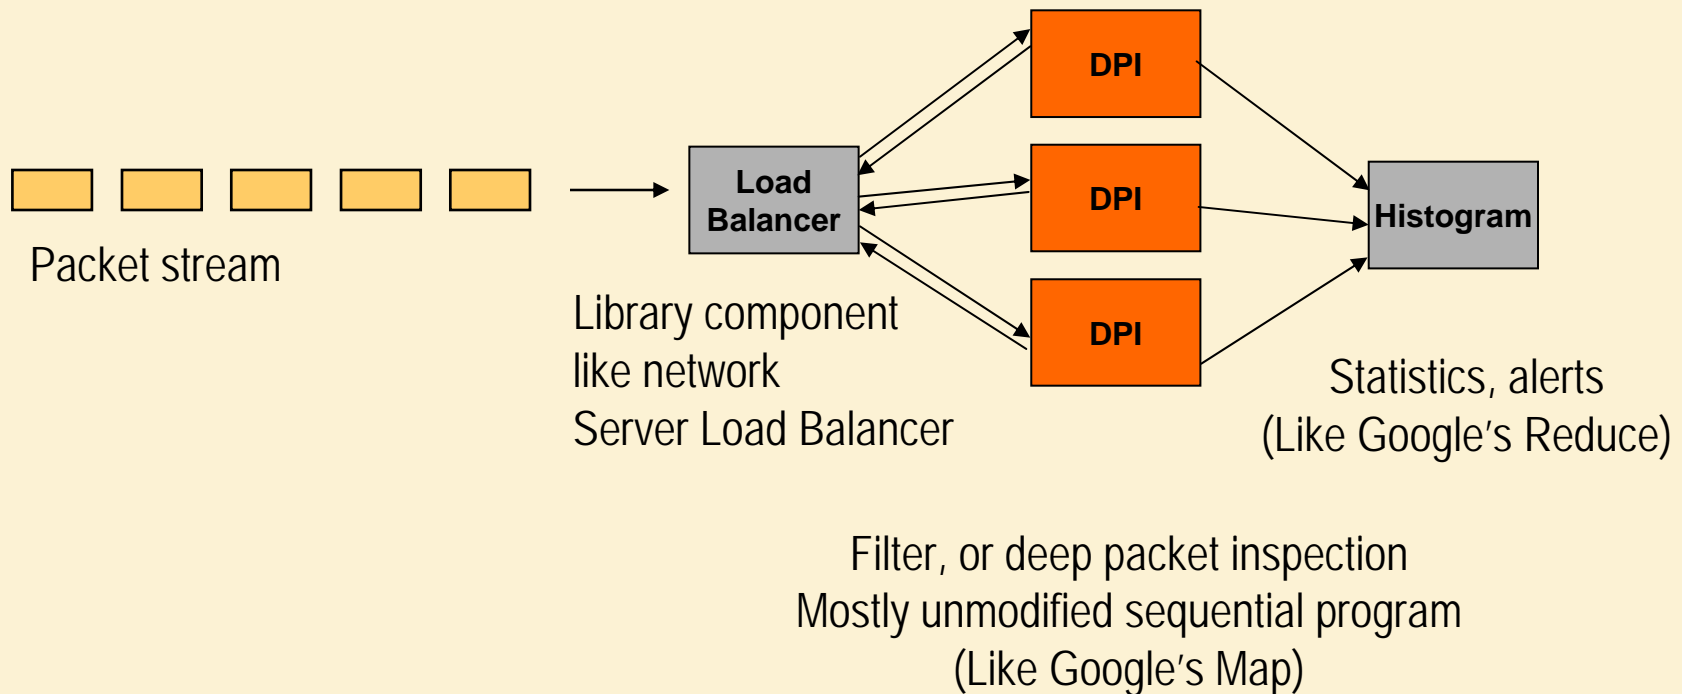 DPI
Load
Balancer
DPI
Histogram
Packet stream
DPI
Library component
like network
Server Load Balancer
Statistics, alerts
(Like Google's Reduce)
Filter, or deep packet inspection
Mostly unmodified sequential program
(Like Google's Map)